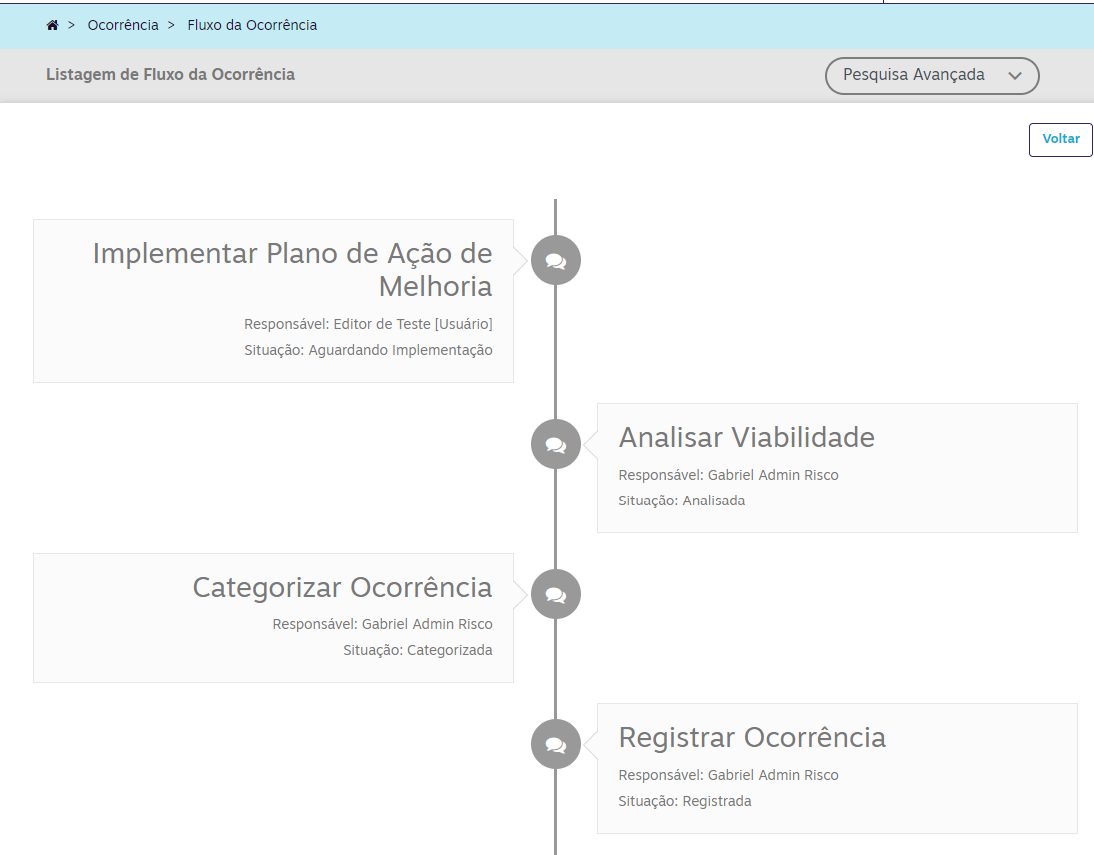 > Ocorrência > Fluxo da Ocorrência
Listagem de Fluxo da Ocorrência
Pesquisa Avançada
Voltar
Implementar Plano de Ação de
Melhoria
Responsável: Editor de Teste [Usuário]
Situação: Aguardando Implementação
Analisar Viabilidade
Responsável: Gabriel Admin Risco
Situação: Analisada
Categorizar Ocorrência
Responsável: Gabriel Admin Risco
Situação: Categorizada
Registrar Ocorrência
Responsável: Gabriel Admin Risco
Situação: Registrada